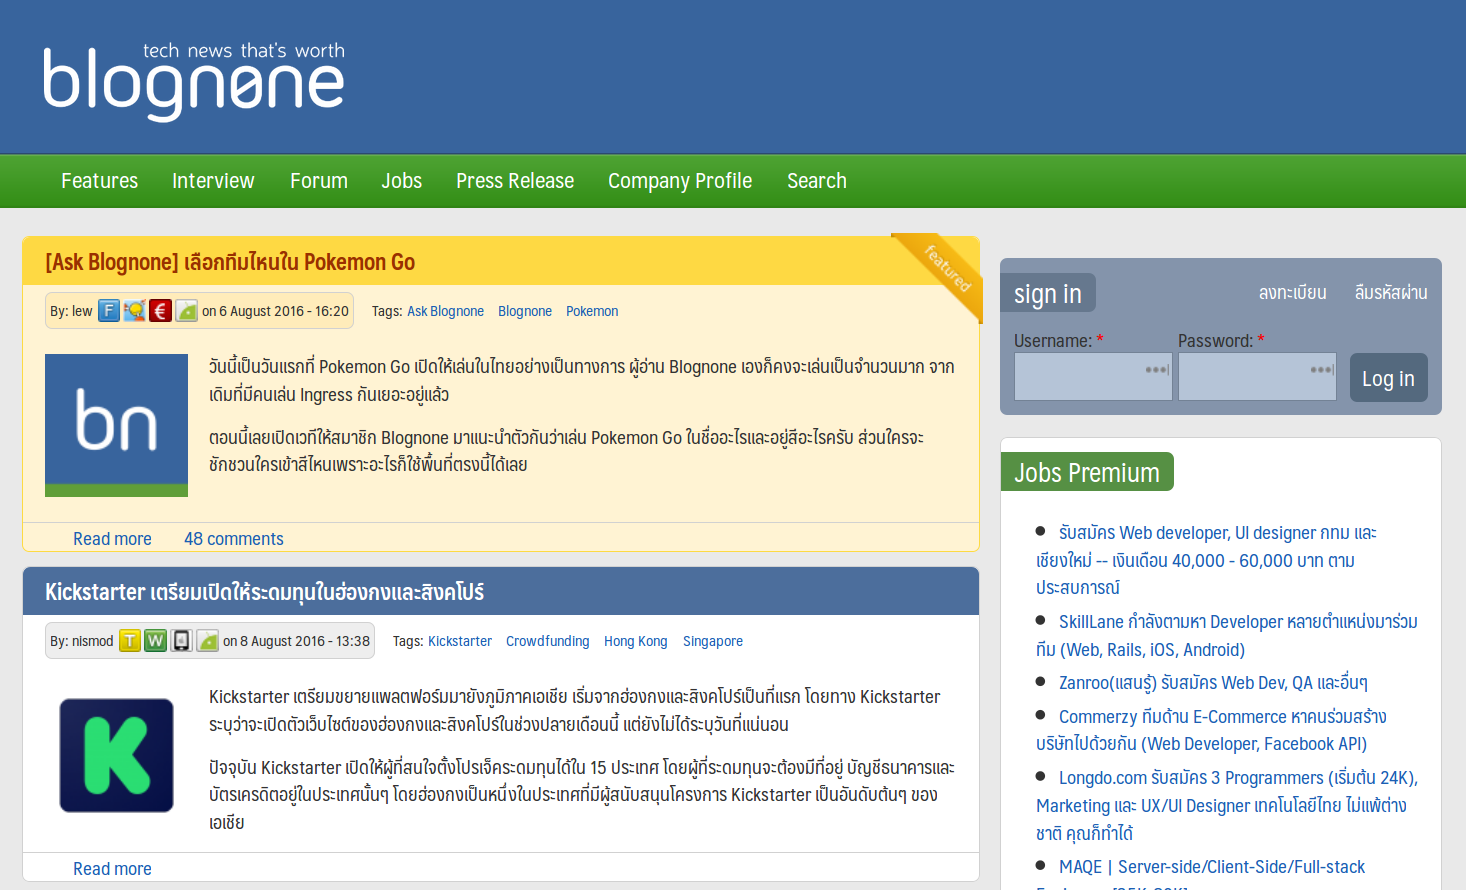 tech news that's worth
blognone
Features Interview Forum Jobs Press Release Company Profile Search
[Ask Blognone] เลือกทีมไหนใน Pokemon Go
featured
By: lew F € on 6 August 2016 - 16:20 Tags: Ask Blognone Blognone Pokemon
bn
วันนี้เป็นวันแรกที่ Pokemon Go เปิดให้เล่นในไทยอย่างเป็นทางการ ผู้อ่าน Blognone เองก็คงจะเล่นเป็นจำนวนมาก จาก
เดิมที่มีคนเล่น Ingress กันเยอะอยู่แล้ว
ตอนนี้เลยเปิดเวทีให้สมาชิก Blognone มาแนะนำตัวกันว่าเล่น Pokemon Go ในชื่ออะไรและอยู่สีอะไรครับ ส่วนใครจะ
ชักชวนใครเข้าสีไหนเพราะอะไรก็ใช้พื้นที่ตรงนี้ได้เลย
Read more 48 comments
Kickstarter เตรียมเปิดให้ระดมทุนในฮ่องกงและสิงคโปร์
By: nismod T W on 8 August 2016 - 13:38 Tags: Kickstarter Crowdfunding Hong Kong Singapore
K
Kickstarter เตรียมขยายแพลตฟอร์มมายังภูมิภาคเอเชีย เริ่มจากฮ่องกงและสิงคโปร์เป็นที่แรก โดยทาง Kickstarter
ระบุว่าจะเปิดตัวเว็บไซต์ของฮ่องกงและสิงคโปร์ในช่วงปลายเดือนนี้ แต่ยังไม่ได้ระบุวันที่แน่นอน
ปัจจุบัน Kickstarter เปิดให้ผู้ที่สนใจตั้งโปรเจ็คระดมทุนได้ใน 15 ประเทศ โดยผู้ที่ระดมทุนจะต้องมีที่อยู่ บัญชีธนาคารและ
บัตรเครดิตอยู่ในประเทศนั้นๆ โดยฮ่องกงเป็นหนึ่งในประเทศที่มีผู้สนับสนุนโครงการ Kickstarter เป็นอันดับต้นๆ ของ
เอเชีย
Read more
sign in ลงทะเบียน ลืมรหัสผ่าน
Username: * Password: *
Log in
Jobs Premium
รับสมัคร Web developer, UI designer กทม และ
เชียงใหม่ -- เงินเดือน 40,000 - 60,000 บาท ตาม
ประสบการณ์
SkillLane กำลังตามหา Developer หลายตำแหน่งมาร่วม
ทีม (Web, Rails, iOS, Android)
Zanroo(แสนรู้) รับสมัคร Web Dev, QA และอื่นๆ
Commerzy ทีมด้าน E-Commerce หาคนร่วมสร้าง
บริษัทไปด้วยกัน (Web Developer, Facebook API)
Longdo.com รับสมัคร 3 Programmers (เริ่มต้น 24K),
Marketing และ UX/UI Designer เทคโนโลยีไทย ไม่แพ้ต่าง
ชาติ คุณก็ทำได้
MAQE | Server-side/Client-Side/Full-stack